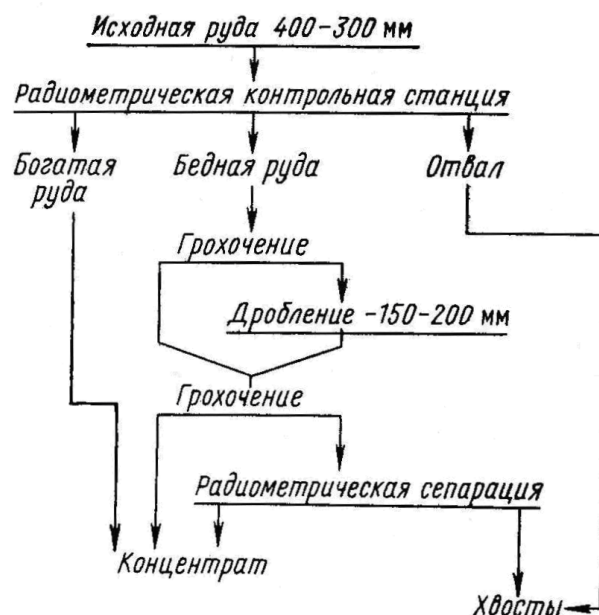 Исходная руда 400-300 мм
Радиометрическая контрольная станция
Богатая руда
Бедная руда
Отвал
Грохочение
Дробление -150-200 мм
Грохочение
Радиометрическая сепарация
Концентрат
Хвосты